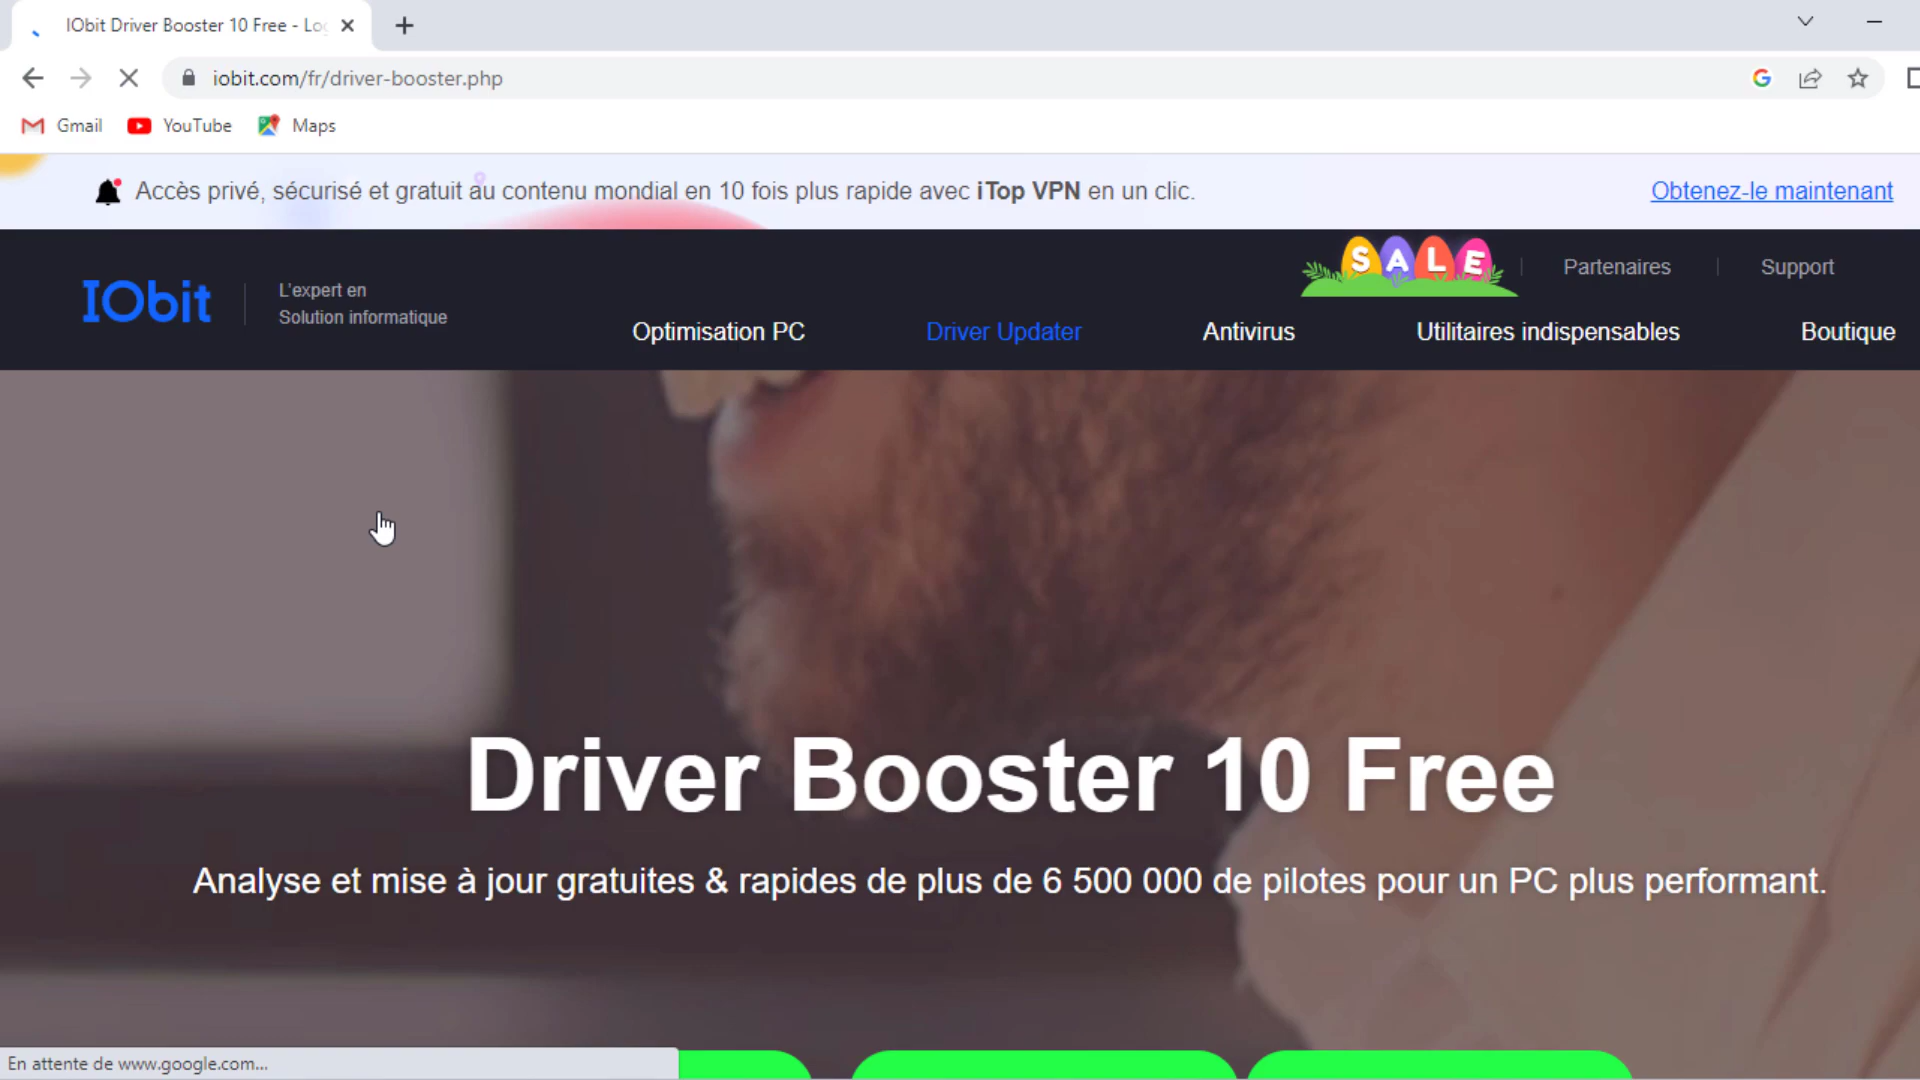 IObit Driver Booster 10 Free - Lo
iobit.com/fr/driver-booster.php
Gmail YouTube Maps
Accès privé, sécurisé et gratuit au contenu mondial en 10 fois plus rapide avec iTop VPN en un clic.
Obtenez-le maintenant
IObit
L'expert en
Solution informatique
SALE
Partenaires
Support
Optimisation PC
Driver Updater
Antivirus
Utilitaires indispensables
Boutique
Driver Booster 10 Free
Analyse et mise à jour gratuites & rapides de plus de 6 500 000 de pilotes pour un PC plus performant.
En attente de www.google.com...